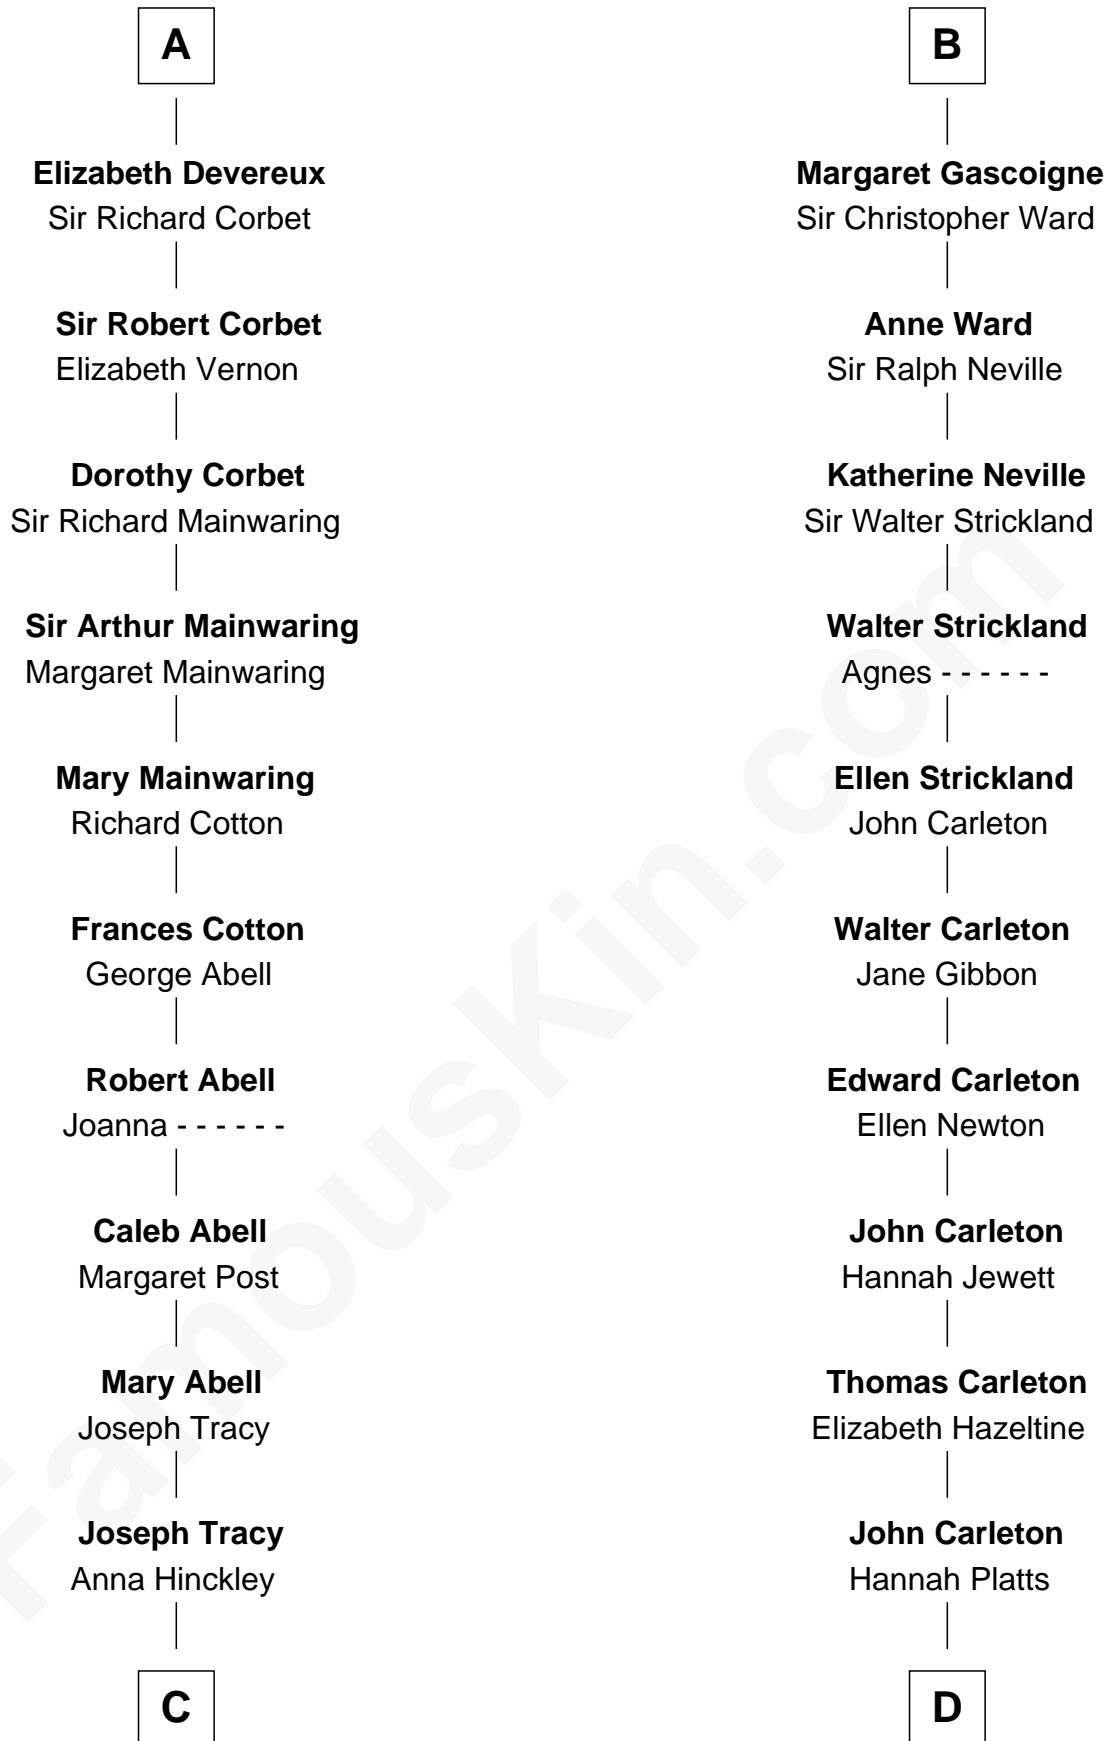 A
Elizabeth Devereux
Sir Richard Corbet
Sir Robert Corbet
Elizabeth Vernon
Dorothy Corbet
Sir Richard Mainwaring
Sir Arthur Mainwaring
Margaret Mainwaring
Mary Mainwaring
Richard Cotton
Frances Cotton
George Abell
Robert Abell
Joanna - - - - - -
Caleb Abell
Margaret Post
Mary Abell
Joseph Tracy
Joseph Tracy
Anna Hinckley
C
B
Margaret Gascoigne
Sir Christopher Ward
Anne Ward
Sir Ralph Neville
Katherine Neville
Sir Walter Strickland
Walter Strickland
Agnes - - - - - -
Ellen Strickland
John Carleton
Walter Carleton
Jane Gibbon
Edward Carleton
Ellen Newton
John Carleton
Hannah Jewett
Thomas Carleton
Elizabeth Hazeltine
John Carleton
Hannah Platts
D
FamousKin.com